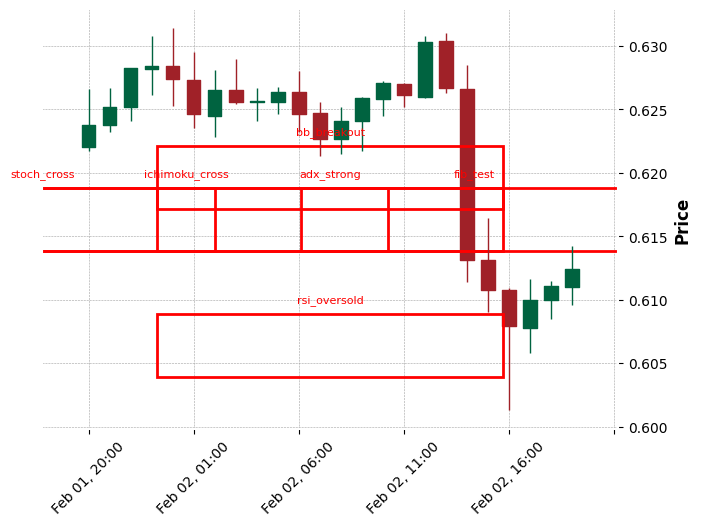 0.630
0.625
bb_breakout
0.620
stoch_cross
ichimoku_cross
adx_strong
Price
0.615
rsi_oversold
0.610
0.605
0.600
Feb 01, 20:00
Feb 02, 01:00
Feb 02, 06:00
Feb 02, 11:00
Feb 02, 16:00